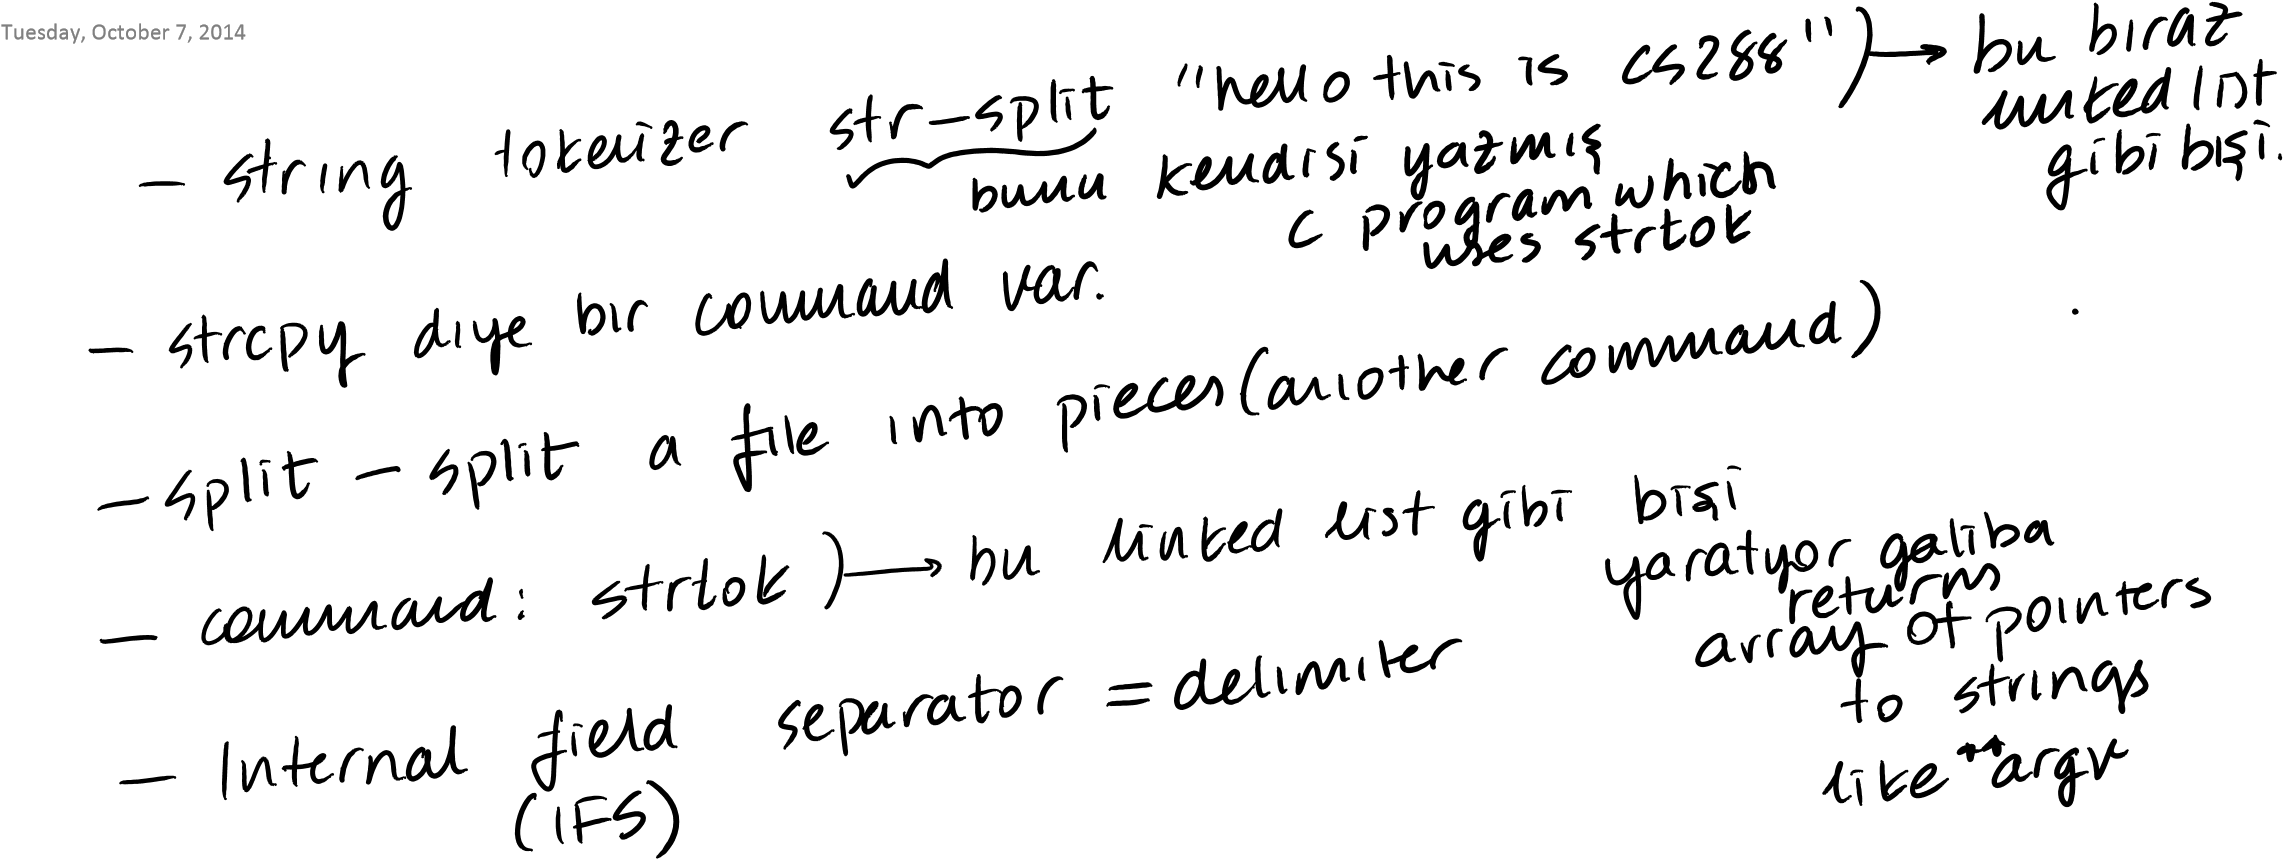 Tuesday, October 7, 2014
- string tokenizer str-split "hello this is cs288") → bu biraz
linked list
gibi bişi.
bunu kendisi yazmış
C program which
uses strtok
- strcpy diye bir command var.
- split - split a file into pieces (another command)
- command: strtok) → bu linked list gibi bişi
yaratyor galiba
returns
array of pointers
to strings
like **argv
- Internal field separator = delimiter
(IFS)